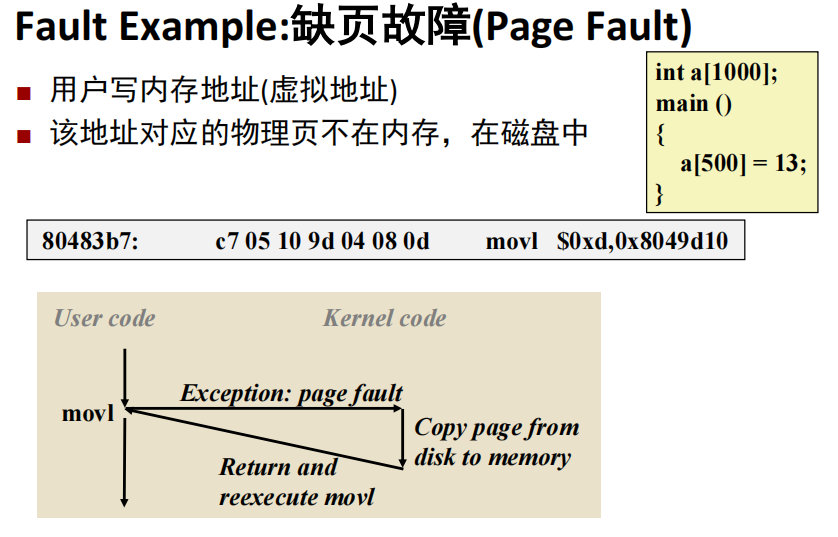 Fault Example:缺页故障(Page Fault)
用户写内存地址(虚拟地址)
该地址对应的物理页不在内存，在磁盘中
int a[1000];
main ()
{
a[500] = 13;
}
80483b7: c7 05 10 9d 04 08 0d movl $0xd,0x8049d10
User code
Kernel code
Exception: page fault
movl
Copy page from
disk to memory
Return and
reexecute movl